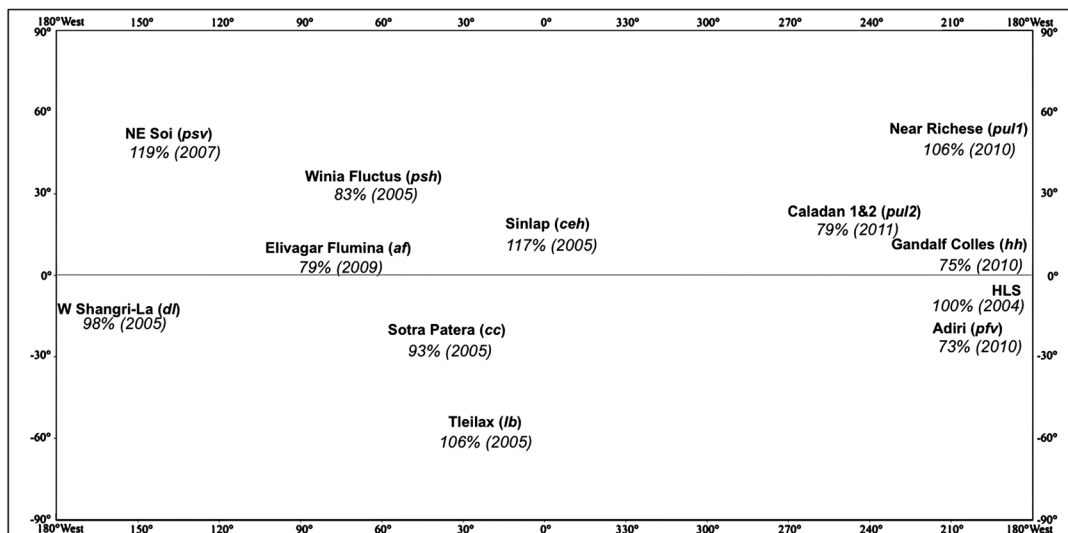 180°West 150° 120° 90° 60° 30° 0° 330° 300° 270° 240° 210° 180°West
90° 90°
60° 60°
NE Soi (psv)
119% (2007)
Near Richese (pul1)
106% (2010)
Winia Fluctus (psh)
83% (2005)
30° 30°
Caladan 1&2 (pul2)
79% (2011)
Sinlap (ceh)
117% (2005)
Elivagar Flumina (af)
79% (2009)
Gandalf Colles (hh)
75% (2010)
0° 0°
HLS
100% (2004)
W Shangri-La (dl)
98% (2005)
Sotra Patera (cc)
93% (2005)
Adiri (pfv)
73% (2010)
-30° -30°
Tleilax (lb)
106% (2005)
-60° -60°
-90° -90°
180°West 150° 120° 90° 60° 30° 0° 330° 300° 270° 240° 210° 180°West